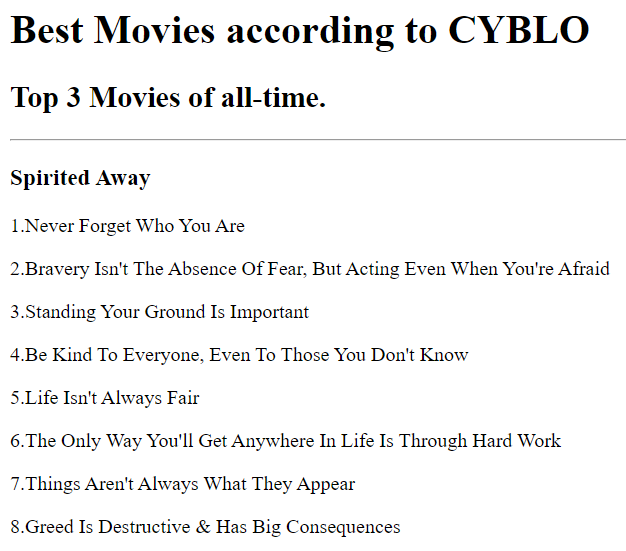 Best Movies according to CYBLO
Top 3 Movies of all-time.
Spirited Away
1.Never Forget Who You Are
2.Bravery Isn't The Absence Of Fear, But Acting Even When You're Afraid
3.Standing Your Ground Is Important
4.Be Kind To Everyone, Even To Those You Don't Know
5.Life Isn't Always Fair
6.The Only Way You'll Get Anywhere In Life Is Through Hard Work
7.Things Aren't Always What They Appear
8.Greed Is Destructive & Has Big Consequences